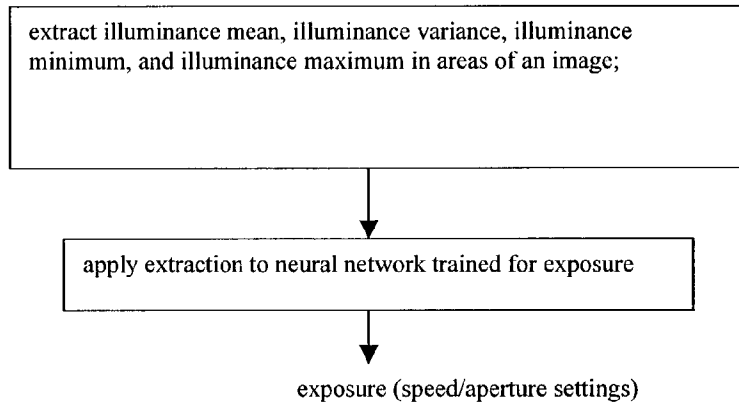 extract illuminance mean, illuminance variance, illuminance
minimum, and illuminance maximum in areas of an image;
apply extraction to neural network trained for exposure
exposure (speed/aperture settings)